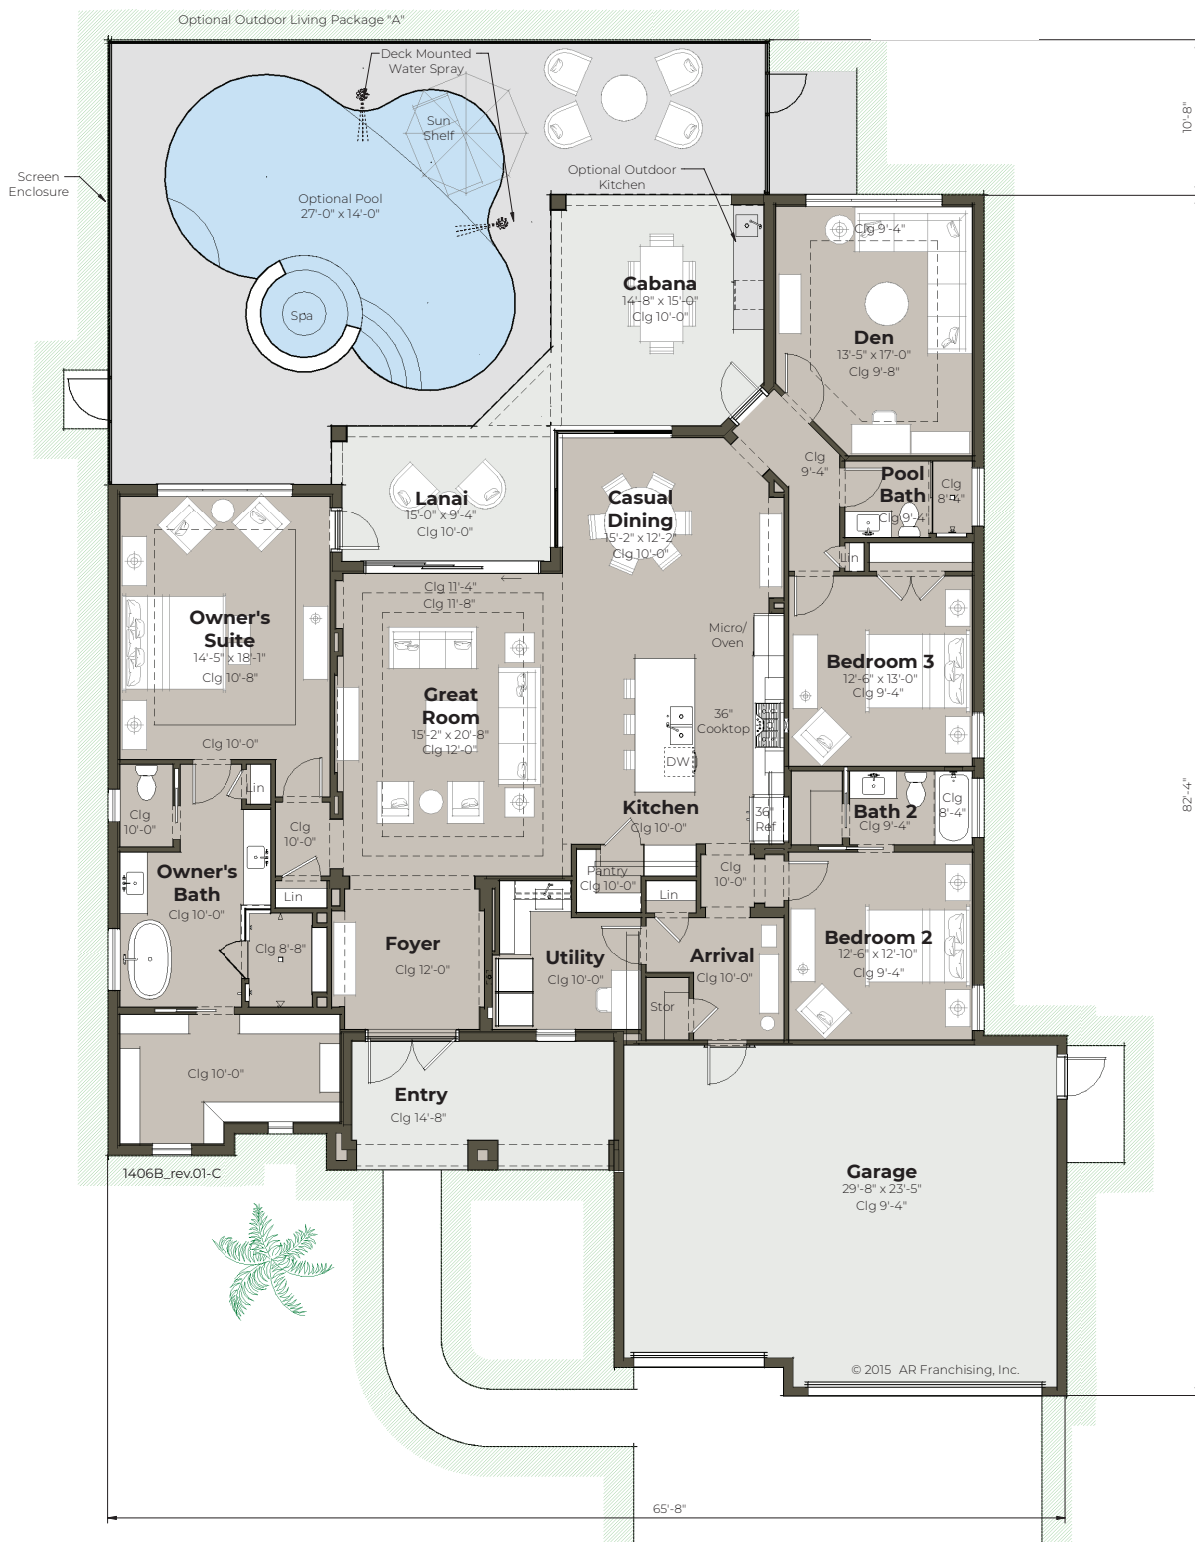 Optional Outdoor Living Package "A"
Deck Mounted
Water Spray
Sun
Shelf
10'-8"
Screen
Enclosure
Optional Outdoor
Kitchen
Optional Pool
27'-0" x 14'-0"
Clg 9'-4"
Cabana
14'-8" x 15'-0"
Clg 10'-0"
Spa
Den
13'-5" x 17'-0"
Clg 9'-8"
Clg
9'-4"
Pool
Bath
Clg 9'-4"
Clg
8'-4"
Lanai
15'-0" x 9'-4"
Clg 10'-0"
Casual
Dining
15'-2" x 12'-2"
Clg 10'-0"
Lin
Clg 11'-4"
Clg 11'-8"
Owner's
Suite
14'-5" x 18'-1"
Clg 10'-8"
Clg 10'-0"
Micro/
Oven
Bedroom 3
12'-6" x 13'-0"
Clg 9'-4"
Great
Room
15'-2" x 20'-8"
Clg 12'-0"
36"
Cooktop
DW
Lin
Clg
10'-0"
Clg
10'-0"
Kitchen
Clg 10'-0"
36"
Ref
Bath 2
Clg 9'-4"
Clg
8'-4"
82'-4"
Owner's
Bath
Clg 10'-0"
Lin
Pantry
Clg 10'-0"
Clg
10'-0"
Lin
Clg 8'-8"
Foyer
Clg 12'-0"
Utility
Clg 10'-0"
Arrival
Clg 10'-0"
Bedroom 2
12'-6" x 12'-10"
Clg 9'-4"
Stor
Clg 10'-0"
Entry
Clg 14'-8"
1406B_rev.01-C
Garage
29'-8" x 23'-5"
Clg 9'-4"
© 2015 AR Franchising, Inc.
65'-8"